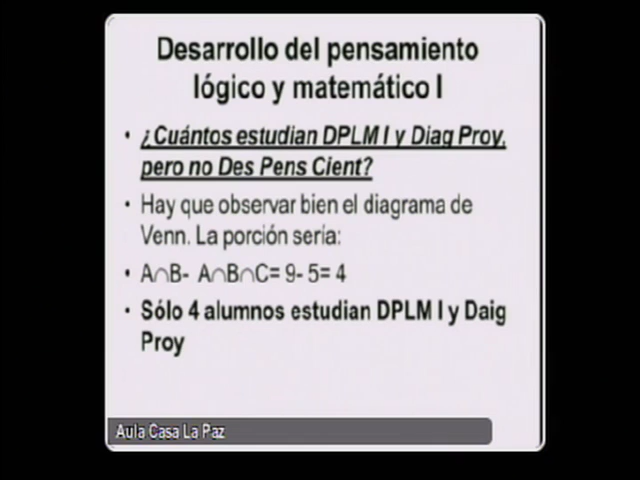 Desarrollo del pensamiento
lógico y matemático I
• ¿Cuántos estudian DPLM I y Diag Proy,
pero no Des Pens Cient?
• Hay que observar bien el diagrama de
Venn. La porción sería:
• A∩B- A∩B∩C= 9- 5= 4
• Sólo 4 alumnos estudian DPLM I y Daig
Proy
Aula Casa La Paz